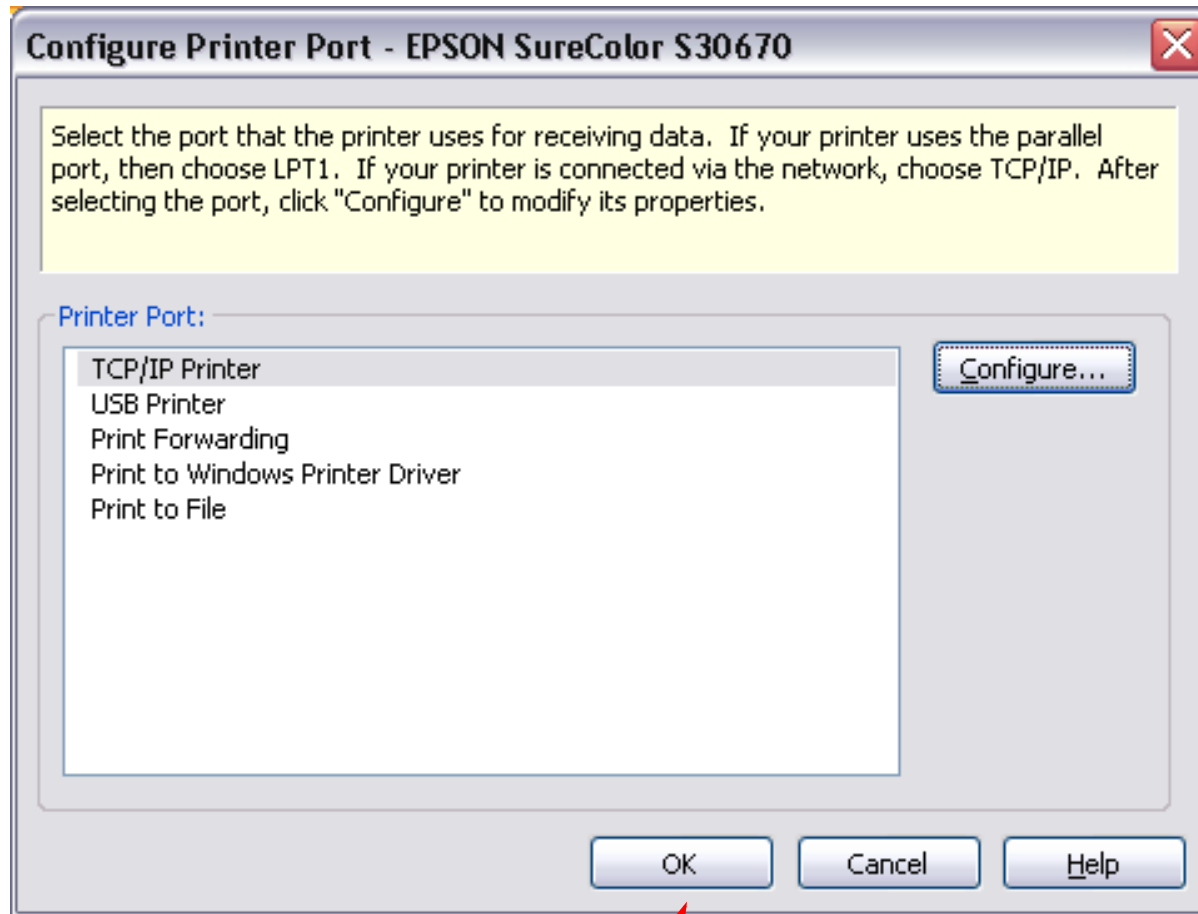 Configure Printer Port - EPSON SureColor S30670
Select the port that the printer uses for receiving data.  If your printer uses the parallel
port, then choose LPT1.  If your printer is connected via the network, choose TCP/IP.  After
selecting the port, click "Configure" to modify its properties.
Printer Port:
TCP/IP Printer
Configure...
USB Printer
Print Forwarding
Print to Windows Printer Driver
Print to File
OK
Cancel
Help